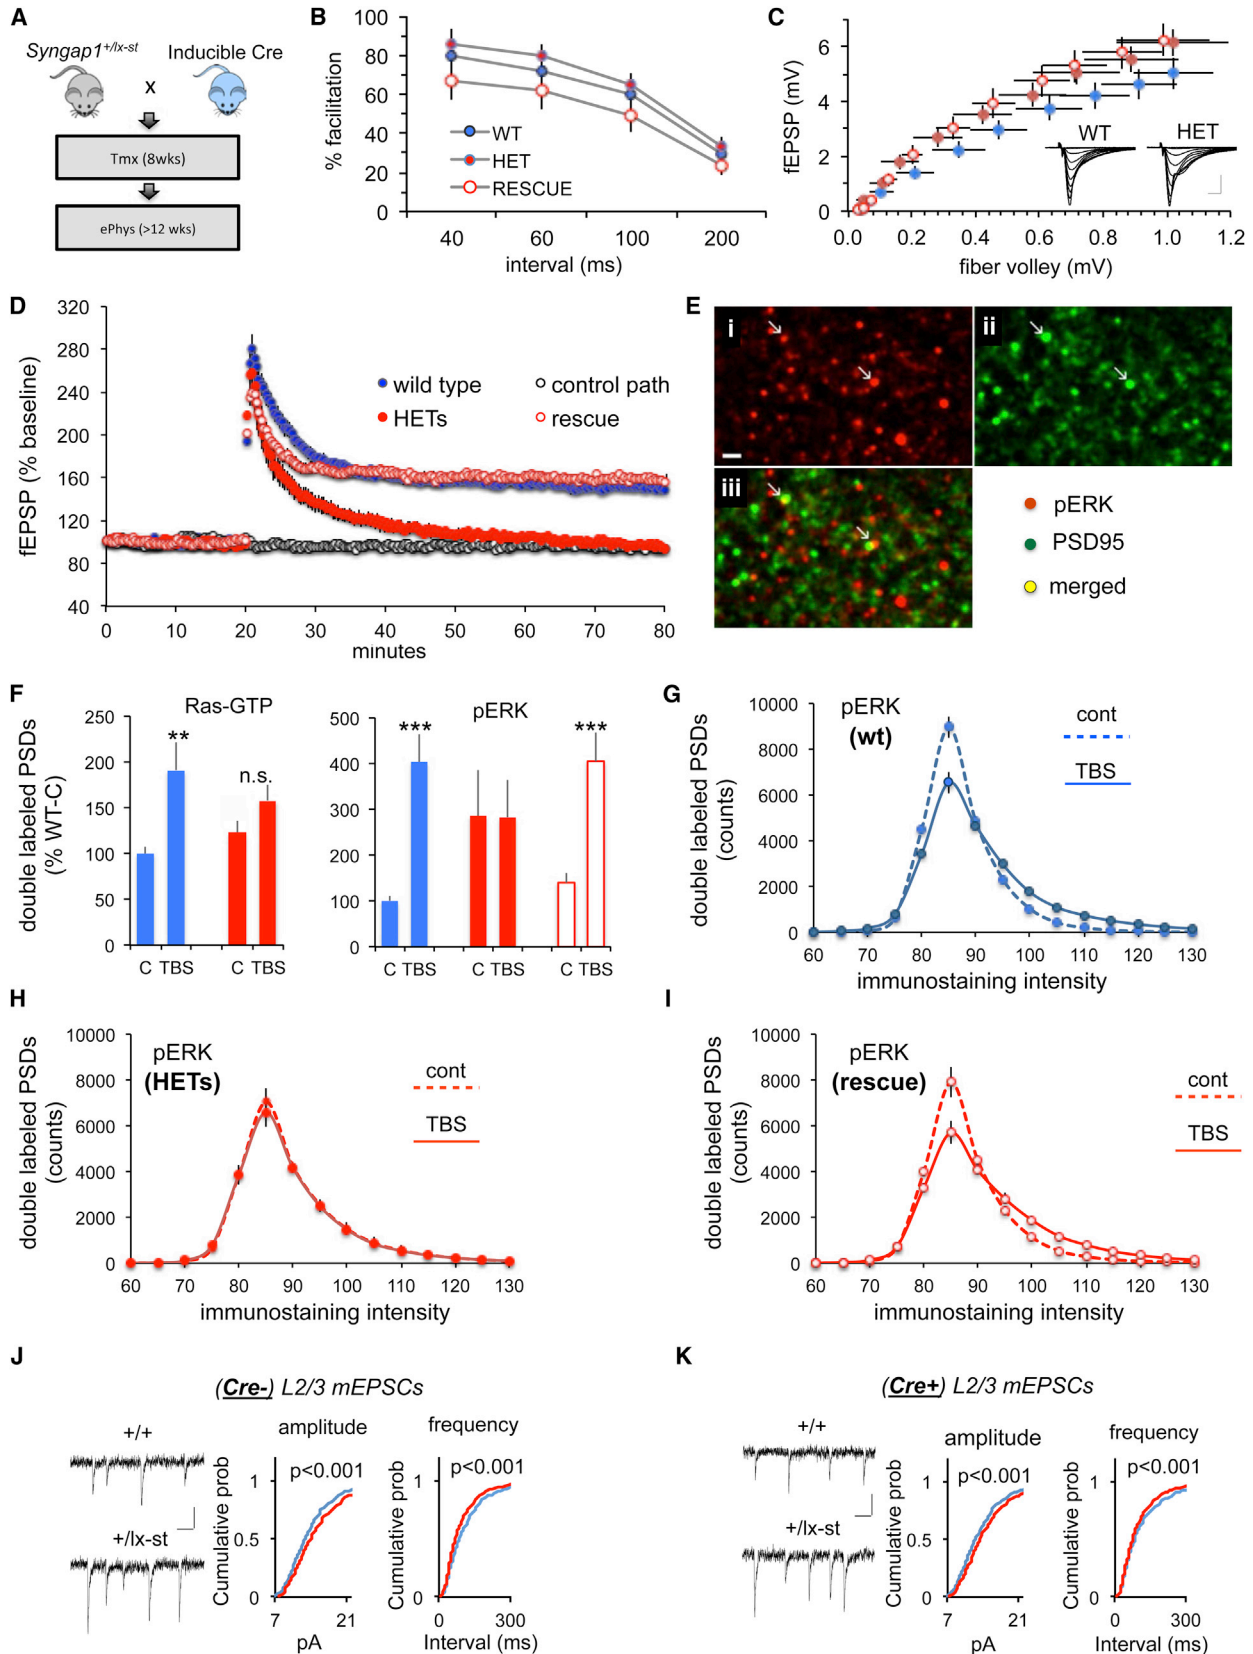 A
Syngap1+/lx-st
Inducible Cre
x
Tmx (8wks)
ePhys (>12 wks)
B
% facilitation
100
80
60
40
20
0
WT
HET
RESCUE
40 60 100 200
interval (ms)
C
fEPSP (mV)
6
4
2
0
WT HET
0.0 0.2 0.4 0.6 0.8 1.0 1.2
fiber volley (mV)
D
fEPSP (% baseline)
320
280
240
200
160
120
80
40
wild type
control path
HETs
rescue
0 10 20 30 40 50 60 70 80
minutes
E
i
ii
iii
pERK
PSD95
merged
F
double labeled PSDs
(% WT-C)
Ras-GTP
250
200
150
100
50
0
**
n.s.
C TBS C TBS
pERK
500
400
300
200
100
0
***
***
C TBS C TBS C TBS
G
double labeled PSDs
(counts)
10000
8000
6000
4000
2000
0
pERK
(wt)
cont
TBS
60 70 80 90 100 110 120 130
immunostaining intensity
H
double labeled PSDs
(counts)
10000
8000
6000
4000
2000
0
pERK
(HETs)
cont
TBS
60 70 80 90 100 110 120 130
immunostaining intensity
I
double labeled PSDs
(counts)
10000
8000
6000
4000
2000
0
pERK
(rescue)
cont
TBS
60 70 80 90 100 110 120 130
immunostaining intensity
J
(Cre-) L2/3 mEPSCs
+/+
+/lx-st
amplitude
p<0.001
Cumulative prob
1
0.5
0
7 21
pA
frequency
p<0.001
Cumulative prob
1
0
0 300
Interval (ms)
K
(Cre+) L2/3 mEPSCs
+/+
+/lx-st
amplitude
p<0.001
Cumulative prob
1
0.5
0
7 21
pA
frequency
p<0.001
Cumulative prob
1
0
0 300
Interval (ms)